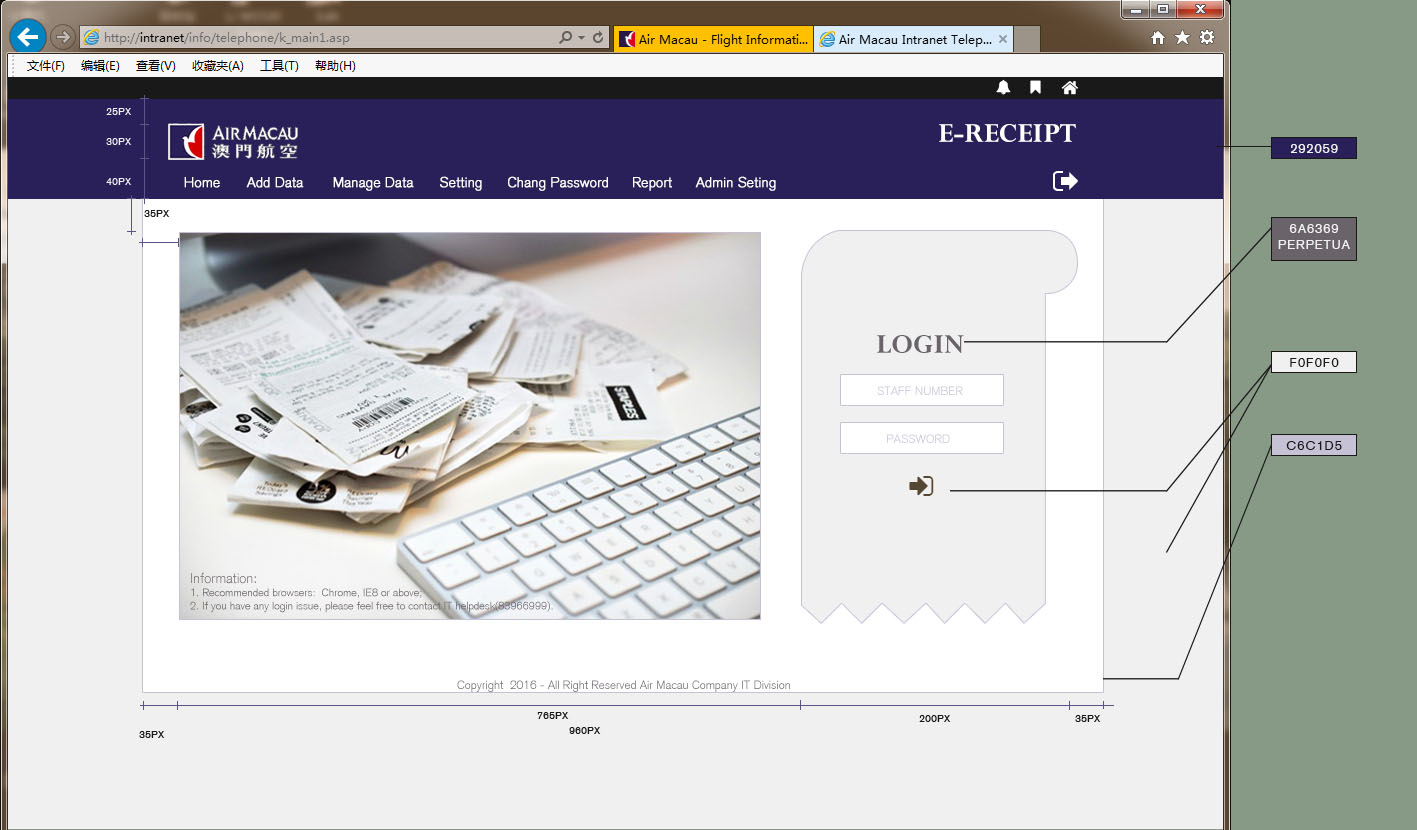 http://intranet/info/telephone/k_main1.asp
Air Macau - Flight Informati...
Air Macau Intranet Telep...
文件(F) 编辑(E) 查看(V) 收藏夹(A) 工具(T) 帮助(H)
25PX
30PX
40PX
35PX
AIR MACAU
澳門航空
E-RECEIPT
Home Add Data Manage Data Setting Chang Password Report Admin Seting
292059
6A6369
PERPETUA
F0F0F0
C6C1D5
STAPLES
LOGIN
STAFF NUMBER
PASSWORD
Information:
1. Recommended browsers: Chrome, IE8 or above;
2. If you have any login issue, please feel free to contact IT helpdesk(83966999).
Copyright 2016 - All Right Reserved Air Macau Company IT Division
765PX
200PX
35PX
960PX
35PX